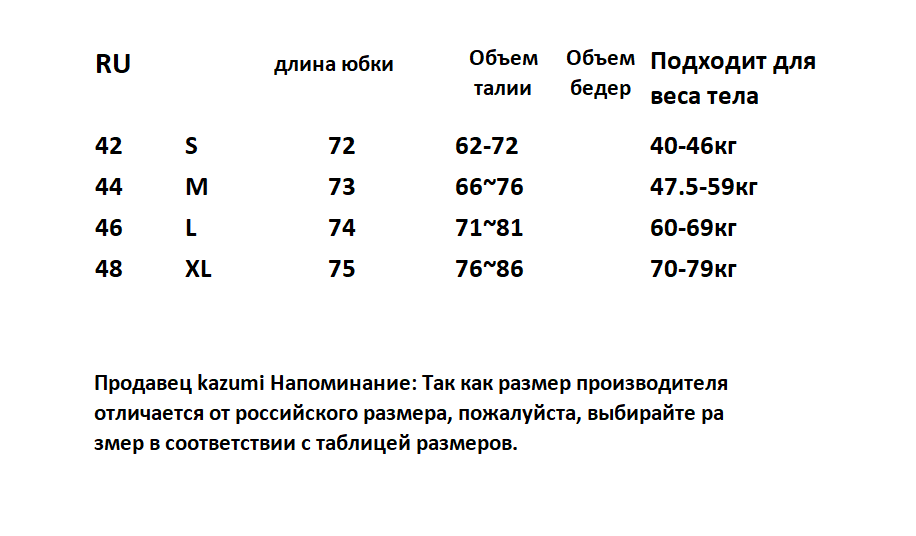 RU длина юбки Объем талии Объем бедер Подходит для веса тела
42 S 72 62-72 40-46кг
44 M 73 66~76 47.5-59кг
46 L 74 71~81 60-69кг
48 XL 75 76~86 70-79кг
Продавец kazumi Напоминание: Так как размер производителя
отличается от российского размера, пожалуйста, выбирайте ра
змер в соответствии с таблицей размеров.